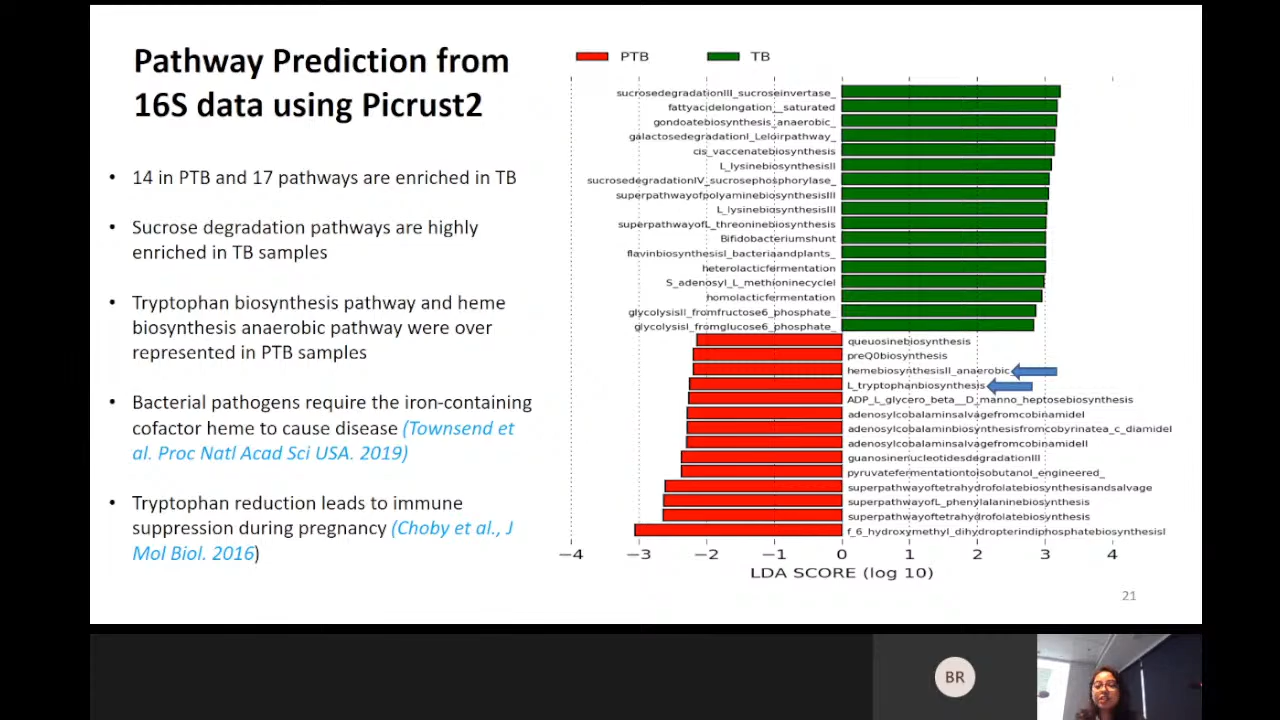 Pathway Prediction from
16S data using Picrust2
• 14 in PTB and 17 pathways are enriched in TB
• Sucrose degradation pathways are highly
enriched in TB samples
• Tryptophan biosynthesis pathway and heme
biosynthesis anaerobic pathway were over
represented in PTB samples
• Bacterial pathogens require the iron-containing
cofactor heme to cause disease (Townsend et
al. Proc Natl Acad Sci USA. 2019)
• Tryptophan reduction leads to immune
suppression during pregnancy (Choby et al., J
Mol Biol. 2016)
PTB TB
sucrosedegradationIII_sucroseinvertase_
fattyacidelongation__saturated
gondoatebiosynthesis_anaerobic_
galactosedegradationI_Leloirpathway_
cis_vaccenatebiosynthesis
L_lysinebiosynthesisII
sucrosedegradationIV_sucrosephosphorylase_
superpathwayofpolyaminebiosynthesisII
L_lysinebiosynthesisIII
superpathwayofL_threoninebiosynthesis
Bifidobacteriumshunt
flavinbiosynthesisI_bacteriaandplants_
heterolacticfermentation
S_adenosyl_L_methioninecycleI
homolacticfermentation
glycolysisII_fromfructose6_phosphate_
glycolysisI_fromglucose6_phosphate_
queuosinebiosynthesis
preQ0biosynthesis
hemebiosynthesisII_anaerobic_
L_tryptophanbiosynthesis
ADP_L_glycero_beta__D_manno_heptosebiosynthesis
adenosylcobalaminsalvagefromcobinamideI
adenosylcobalaminbiosynthesisfromcobyrinatea_c_diamideI
adenosylcobalaminsalvagefromcobinamideII
guanosinenucleotidesdegradationIII
pyruvatefermentationtoisobutanol_engineered_
superpathwayoftetrahydrofolatebiosynthesisandsalvage
superpathwayofL_phenylalaninebiosynthesis
superpathwayoftetrahydrofolatebiosynthesis
f_6_hydroxymethyl_dihydropterindiphosphatebiosynthesisI
−4 −3 −2 −1 0 1 2 3 4
LDA SCORE (log 10)
21
BR